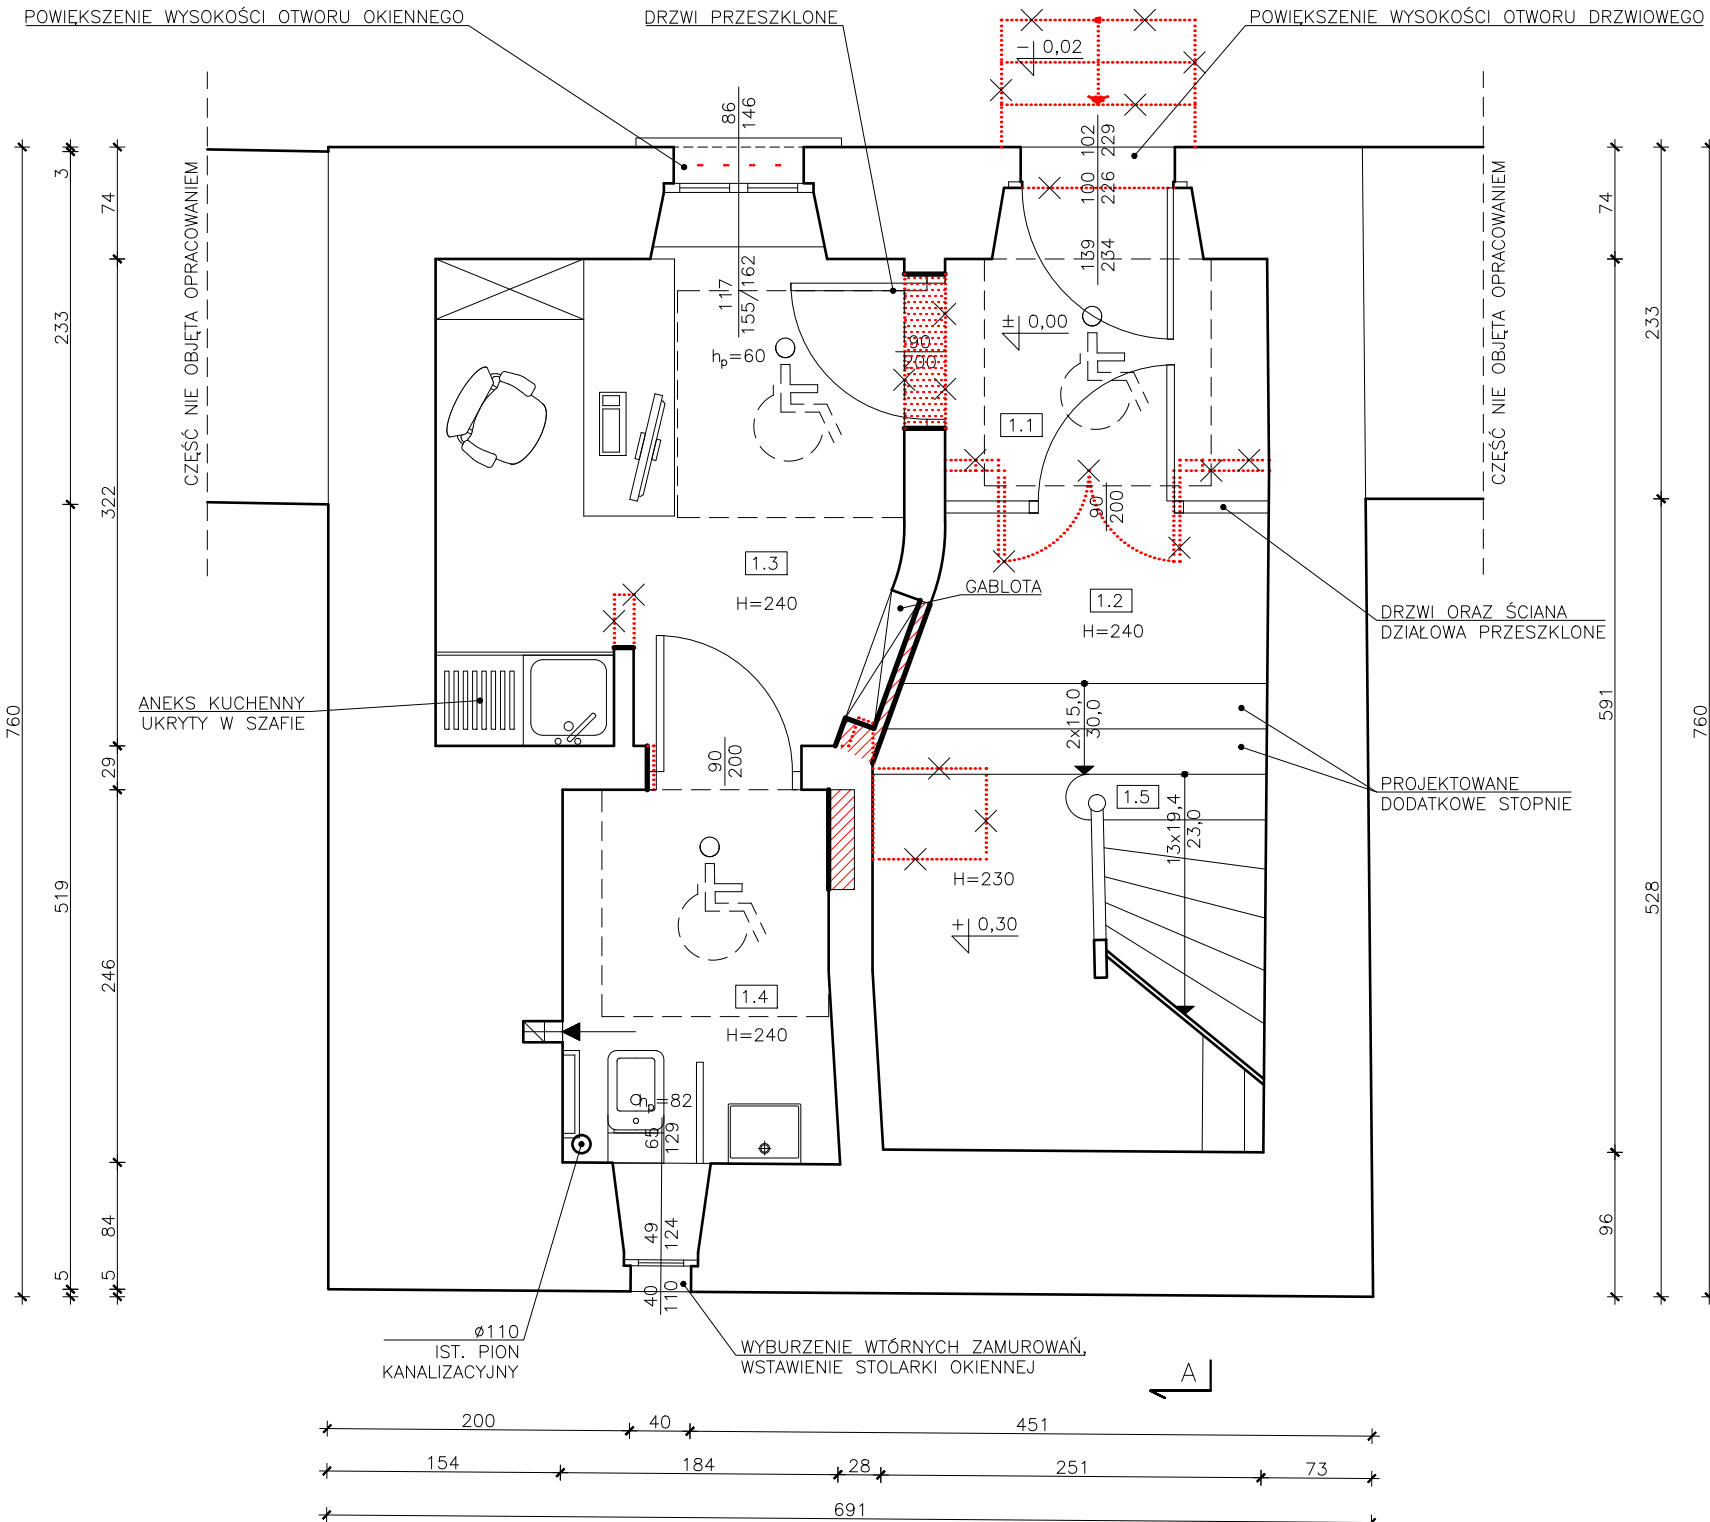 POWIĘKSZENIE WYSOKOŚCI OTWORU OKIENNEGO
DRZWI PRZESZKLONE
POWIĘKSZENIE WYSOKOŚCI OTWORU DRZWIOWEGO
- 0,02
86
146
102
229
100
226
139
234
CZĘŚĆ NIE OBJĘTA OPRACOWANIEM
CZĘŚĆ NIE OBJĘTA OPRACOWANIEM
117
155/162
hp=60
90
200
± 0,00
1.1
90
200
1.3
H=240
GABLOTA
1.2
H=240
DRZWI ORAZ ŚCIANA
DZIAŁOWA PRZESZKLONE
ANEKS KUCHENNY
UKRYTY W SZAFIE
90
200
2x15,0
30,0
1.5
13x19,4
23,0
PROJEKTOWANE
DODATKOWE STOPNIE
H=230
+ 0,30
1.4
H=240
hp=82
65
129
49
124
40
110
ø110
IST. PION
KANALIZACYJNY
WYBURZENIE WTÓRNYCH ZAMUROWAŃ,
WSTAWIENIE STOLARKI OKIENNEJ
A
760
3
233
519
5
74
322
29
246
84
5
74
591
96
233
528
760
200
40
451
154
184
28
251
73
691